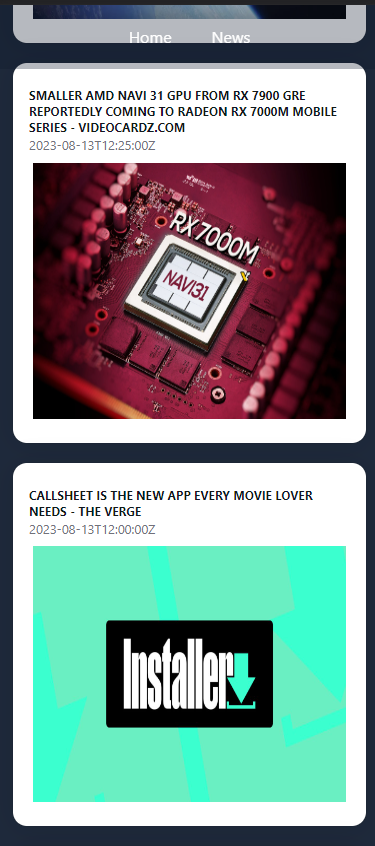 Home News
SMALLER AMD NAVI 31 GPU FROM RX 7900 GRE
REPORTEDLY COMING TO RADEON RX 7000M MOBILE
SERIES - VIDEOCARDZ.COM
2023-08-13T12:25:00Z
RX7000M
NAVI31
CALLSHEET IS THE NEW APP EVERY MOVIE LOVER
NEEDS - THE VERGE
2023-08-13T12:00:00Z
Installer